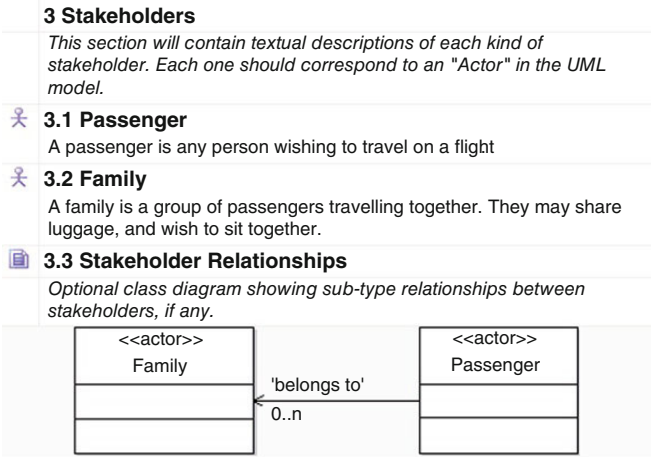 3 Stakeholders
This section will contain textual descriptions of each kind of
stakeholder. Each one should correspond to an "Actor" in the UML
model.
3.1 Passenger
A passenger is any person wishing to travel on a flight
3.2 Family
A family is a group of passengers travelling together. They may share
luggage, and wish to sit together.
3.3 Stakeholder Relationships
Optional class diagram showing sub-type relationships between
stakeholders, if any.
<<actor>>
Family
'belongs to'
0..n
<<actor>>
Passenger